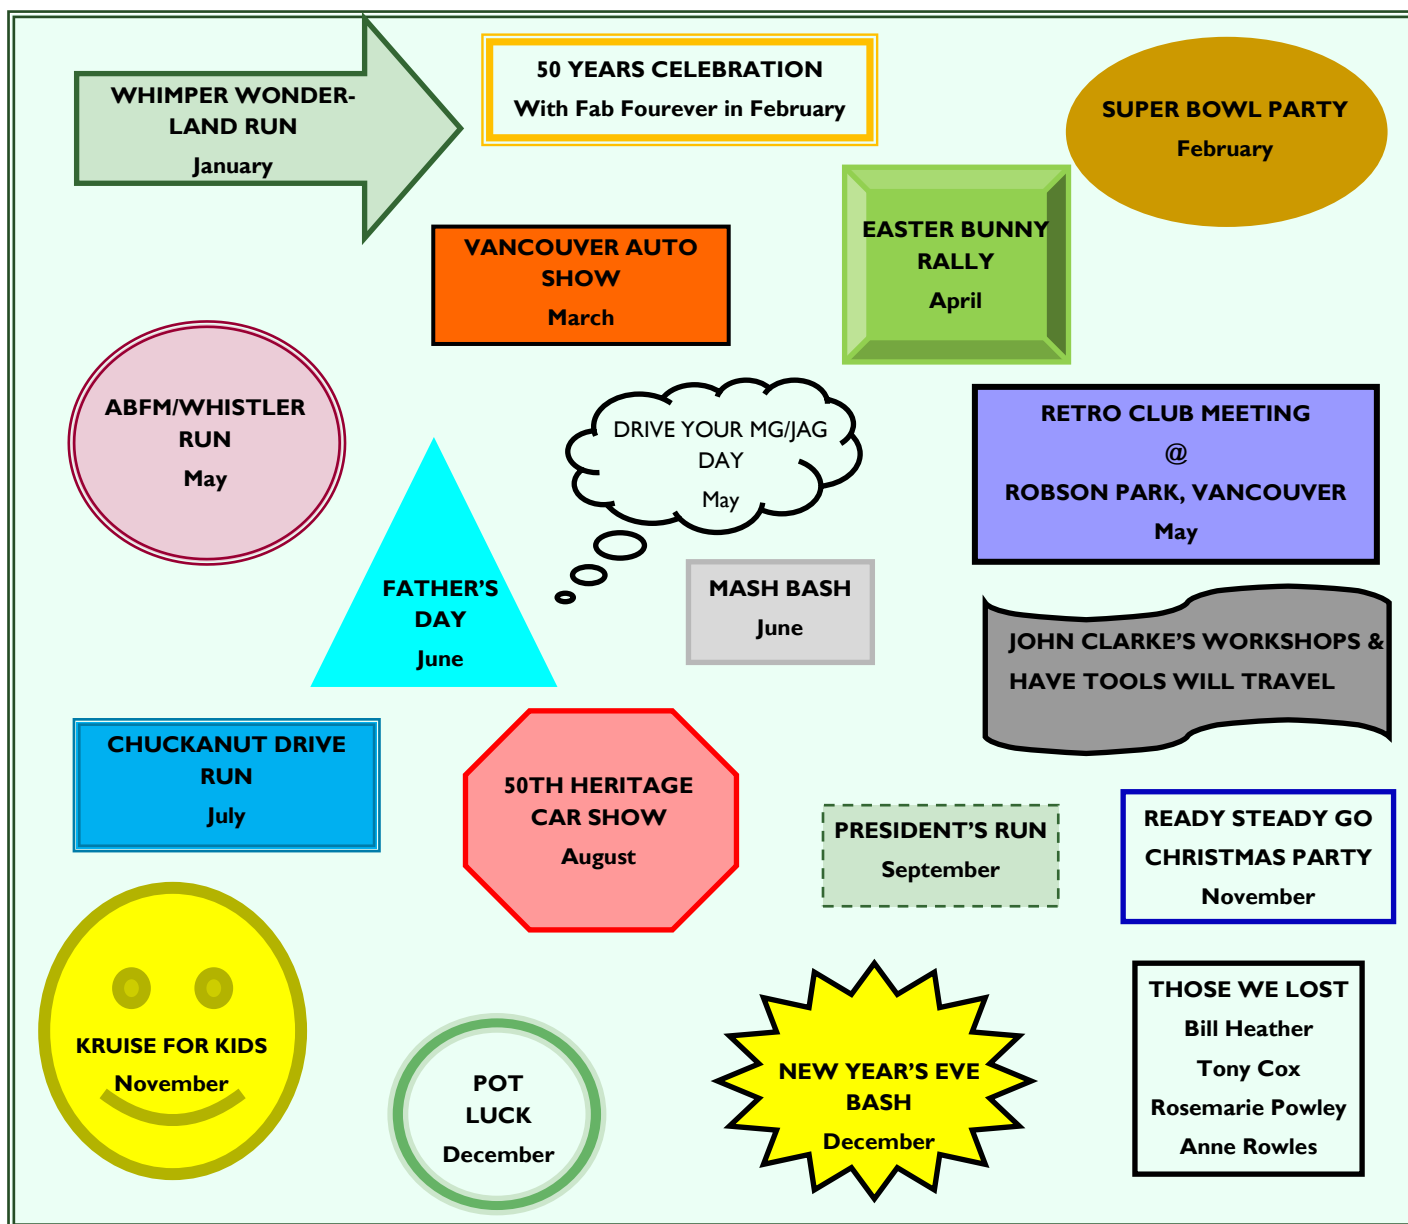 WHIMPER WONDER-
LAND RUN
January
50 YEARS CELEBRATION
With Fab Fourever in February
SUPER BOWL PARTY
February
VANCOUVER AUTO
SHOW
March
EASTER BUNNY
RALLY
April
ABFM/WHISTLER
RUN
May
DRIVE YOUR MG/JAG
DAY
May
RETRO CLUB MEETING
@
ROBSON PARK, VANCOUVER
May
FATHER’S
DAY
June
MASH BASH
June
JOHN CLARKE’S WORKSHOPS &
HAVE TOOLS WILL TRAVEL
CHUCKANUT DRIVE
RUN
July
50TH HERITAGE
CAR SHOW
August
PRESIDENT’S RUN
September
READY STEADY GO
CHRISTMAS PARTY
November
KRUISE FOR KIDS
November
POT
LUCK
December
NEW YEAR’S EVE
BASH
December
THOSE WE LOST
Bill Heather
Tony Cox
Rosemarie Powley
Anne Rowles